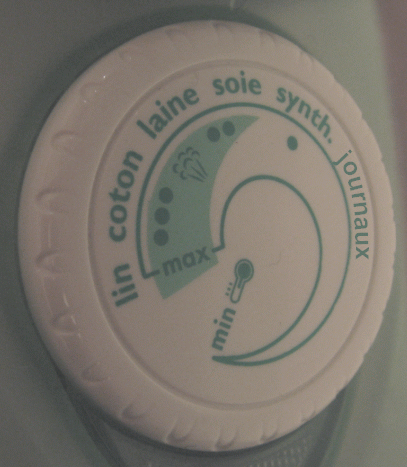 lin coton laine soie synth. journaux
max
min